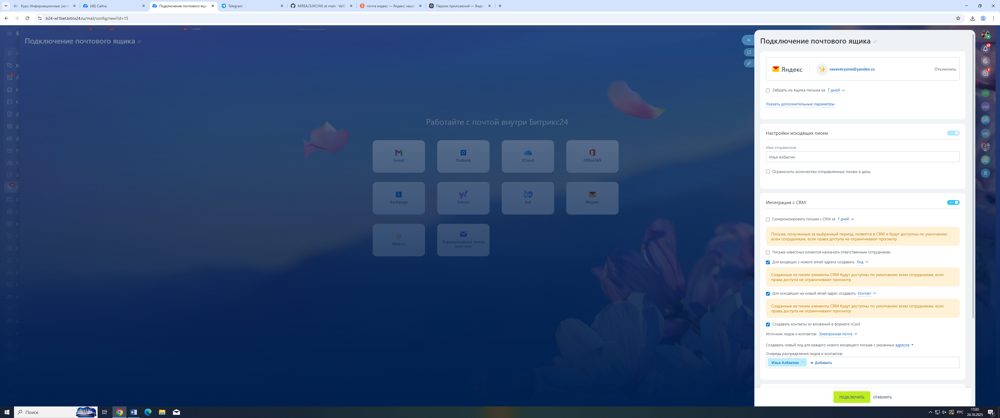 Курс: Информационные систе
(48) Сайты
Подключение почтового ящи
Telegram
MIREA/3/ИСУКК at main · VeXE
почта яндекс — Яндекс: нашё
Пароли приложений — Яндек
b24-wl1bet.bitrix24.ru/mail/config/new?id=15
Подключение почтового ящика
Работайте с почтой внутри Битрикс24
Gmail
Outlook
iCloud
Office365
Exchange
Yahoo!
Aol
Яндекс
Mail.ru
Корпоративная почта
IMAP+SMTP
Подключение почтового ящика
Яндекс
vexeveryone@yandex.ru
Отключить
Забрать из ящика письма за 7 дней
Указать дополнительные параметры
Настройки исходящих писем
Имя отправителя
Илья Албахтин
Ограничить количество отправленных писем в день
Интеграция с CRM
Синхронизировать письма с CRM за 7 дней
Письма, полученные за выбранный период, появятся в CRM и будут доступны по умолчанию
всем сотрудникам, если права доступа не ограничивают просмотр
Письма известных клиентов назначать ответственным сотрудникам
Для входящих с нового email-адреса создавать Лид
Созданные из писем элементы CRM будут доступны по умолчанию всем сотрудникам, если
права доступа не ограничивают просмотр
Для исходящих на новый email-адрес создавать Контакт
Созданные из писем элементы CRM будут доступны по умолчанию всем сотрудникам, если
права доступа не ограничивают просмотр
Создавать контакты из вложений в формате vCard
Источник лидов и контактов: Электронная почта
Создавать новый лид для каждого нового входящего письма с указанных адресов
Очередь распределения лидов и контактов:
Илья Албахтин
+ Добавить
ПОДКЛЮЧИТЬ
ОТМЕНИТЬ
47
1
ОП
ИИ
ИА
Поиск
РУС
17:03
24.10.2025
1